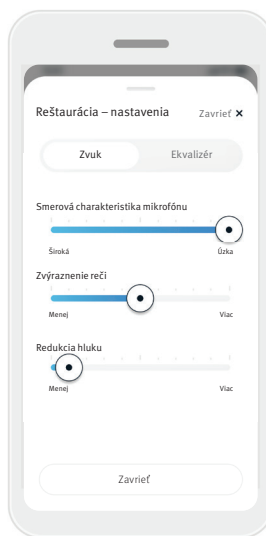 Reštaurácia – nastavenia Zavrieť ×
Zvuk Ekvalizér
Smerová charakteristika mikrofónu
Široká Úzka
Zvýraznenie reči
Menej Viac
Redukcia hluku
Menej Viac
Zavrieť